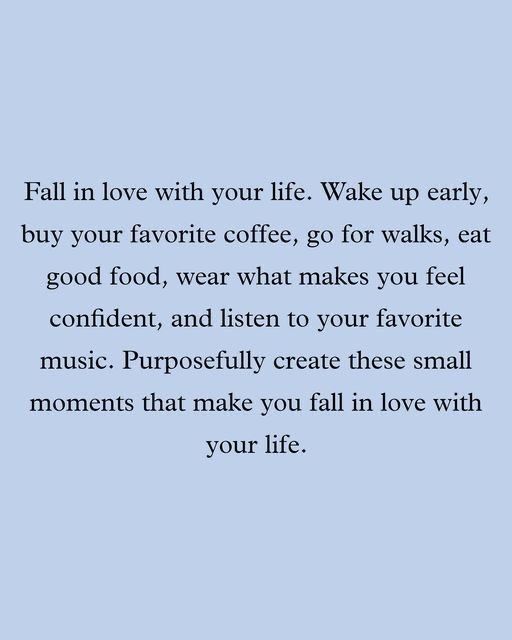 Fall in love with your life. Wake up early,
buy your favorite coffee, go for walks, eat
good food, wear what makes you feel
confident, and listen to your favorite
music. Purposefully create these small
moments that make you fall in love with
your life.